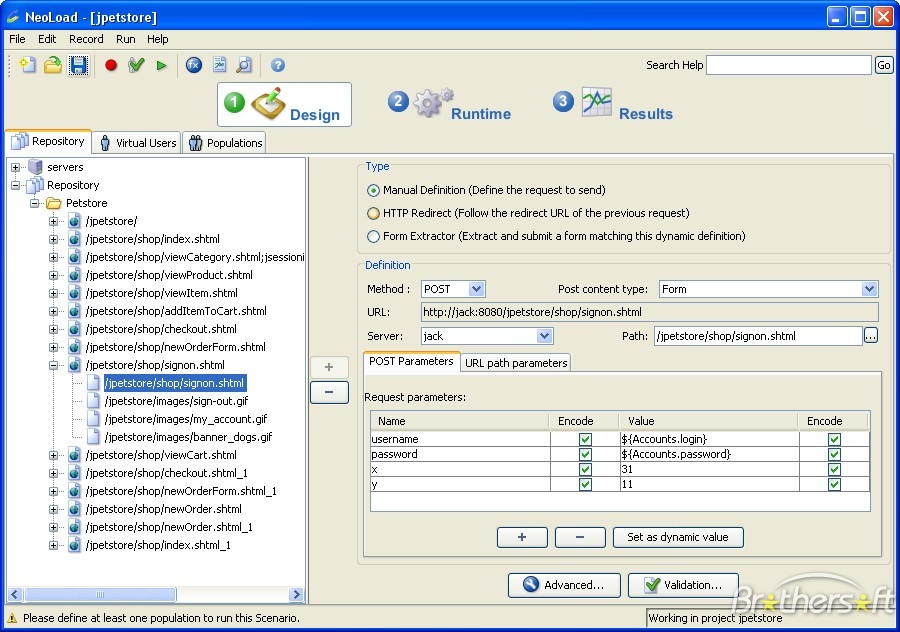 NeoLoad - [jpetstore]
File Edit Record Run Help
Search Help Go
1 Design 2 Runtime 3 Results
Repository Virtual Users Populations
servers
Repository
Petstore
/jpetstore/
/jpetstore/shop/index.shtml
/jpetstore/shop/viewCategory.shtml;jsessioni
/jpetstore/shop/viewProduct.shtml
/jpetstore/shop/viewItem.shtml
/jpetstore/shop/addItemToCart.shtml
/jpetstore/shop/checkout.shtml
/jpetstore/shop/newOrderForm.shtml
/jpetstore/shop/signon.shtml
/jpetstore/shop/signon.shtml
/jpetstore/images/sign-out.gif
/jpetstore/images/my_account.gif
/jpetstore/images/banner_dogs.gif
/jpetstore/shop/viewCart.shtml
/jpetstore/shop/checkout.shtml_1
/jpetstore/shop/newOrderForm.shtml_1
/jpetstore/shop/newOrder.shtml
/jpetstore/shop/newOrder.shtml_1
/jpetstore/shop/index.shtml_1
+
−
Type
Manual Definition (Define the request to send)
HTTP Redirect (Follow the redirect URL of the previous request)
Form Extractor (Extract and submit a form matching this dynamic definition)
Definition
Method : POST Post content type: Form
URL: http://jack:8080/jpetstore/shop/signon.shtml
Server: jack Path: /jpetstore/shop/signon.shtml ...
POST Parameters URL path parameters
Request parameters:
Name Encode Value Encode
username ${Accounts.login}
password ${Accounts.password}
x 31
y 11
+ − Set as dynamic value
Advanced... Validation...
Brothersoft
Please define at least one population to run this Scenario. Working in project jpetstore